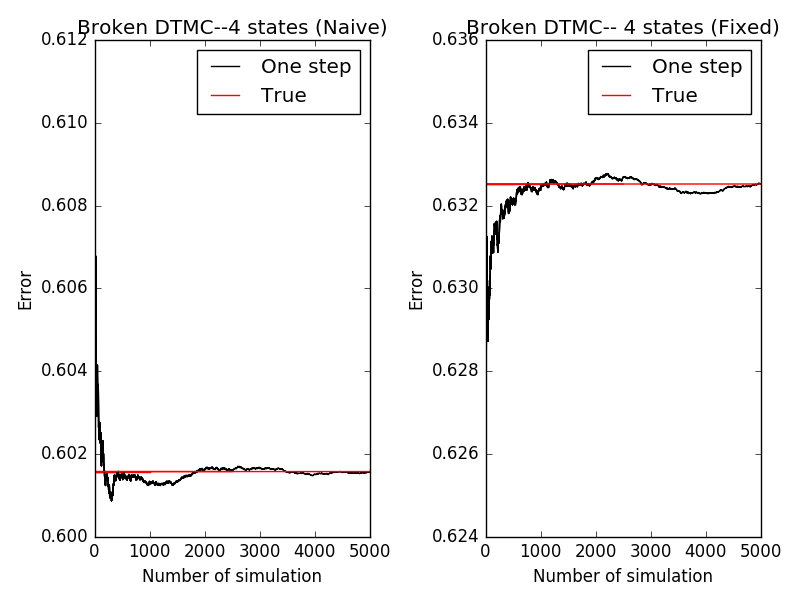 Broken DTMC--4 states (Naive)
0.612
0.610
0.608
0.606
0.604
0.602
0.600
Error
0 1000 2000 3000 4000 5000
Number of simulation
One step
True
Broken DTMC-- 4 states (Fixed)
0.636
0.634
0.632
0.630
0.628
0.626
0.624
Error
0 1000 2000 3000 4000 5000
Number of simulation
One step
True